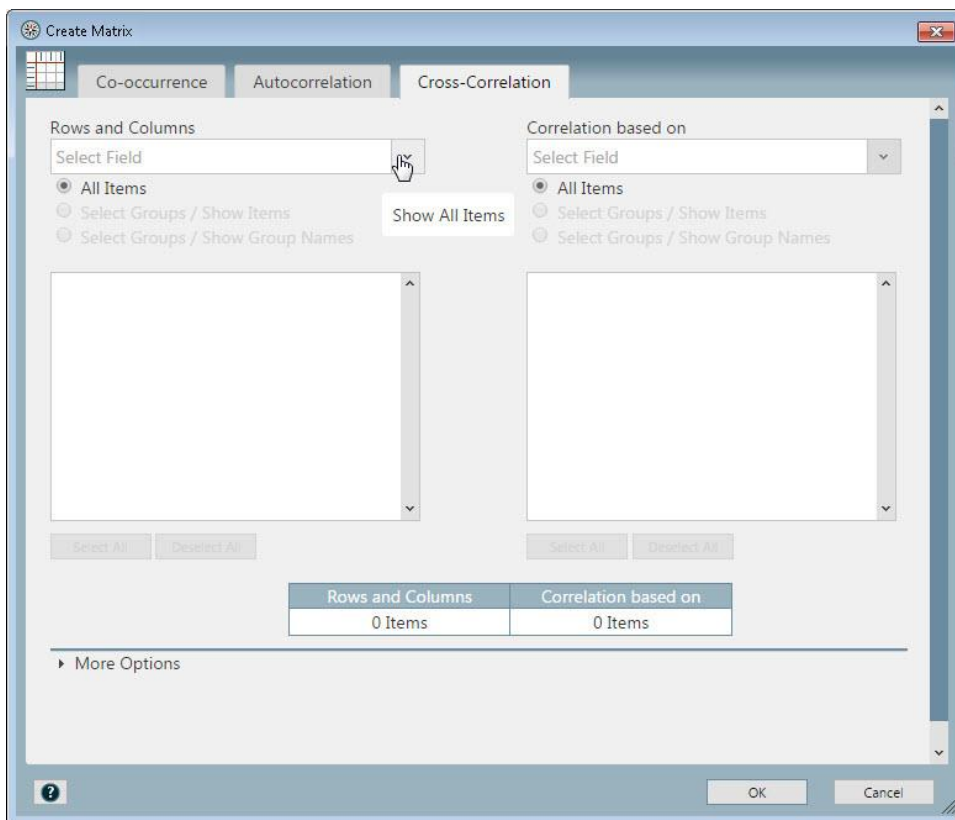 Create Matrix
Co-occurrence
Autocorrelation
Cross-Correlation
Rows and Columns
Correlation based on
Select Field
Select Field
All Items
Select Groups / Show Items
Select Groups / Show Group Names
Show All Items
All Items
Select Groups / Show Items
Select Groups / Show Group Names
Select All
Deselect All
Select All
Deselect All
Rows and Columns
Correlation based on
0 Items
0 Items
More Options
?
OK
Cancel